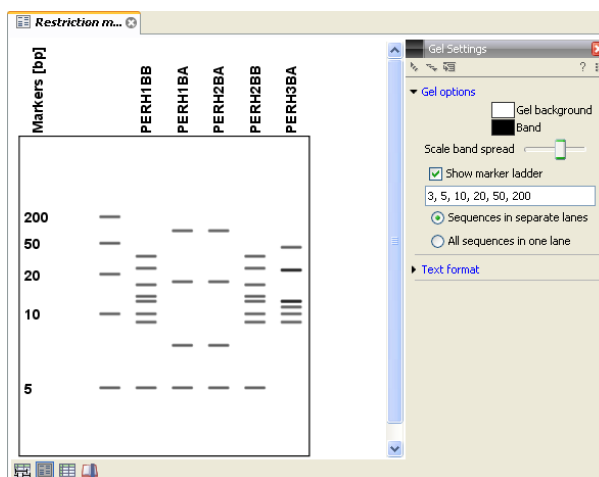 Restriction m...
Markers [bp]
PERH1BB
PERH1BA
PERH2BA
PERH2BB
PERH3BA
200
50
20
10
5
Gel Settings
?
Gel options
Gel background
Band
Scale band spread
Show marker ladder
3, 5, 10, 20, 50, 200
Sequences in separate lanes
All sequences in one lane
Text format